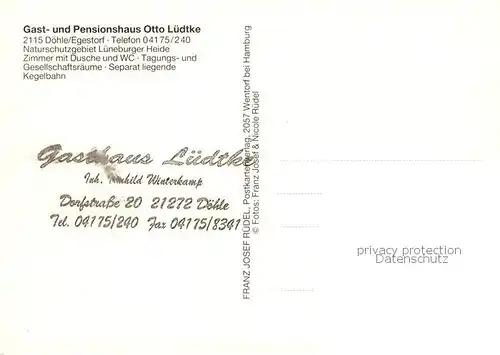 Gast- und Pensionshaus Otto Lüdtke
2115 Döhle/Egestorf · Telefon 04175/240
Naturschutzgebiet Lüneburger Heide
Zimmer mit Dusche und WC · Tagungs- und
Gesellschaftsräume · Separat liegende
Kegelbahn
Gasthaus Lüdtke
Inh. Winterkamp
Dorfstraße 20 21272 Döhle
Tel. 04175/240 Fax 04175/8341
FRANZ JOSEF RÜDEL, Postkartenverlag, 2057 Wentorf bei Hamburg
© Fotos: Franz Josef & Nicole Rüdel
privacy protection
Datenschutz